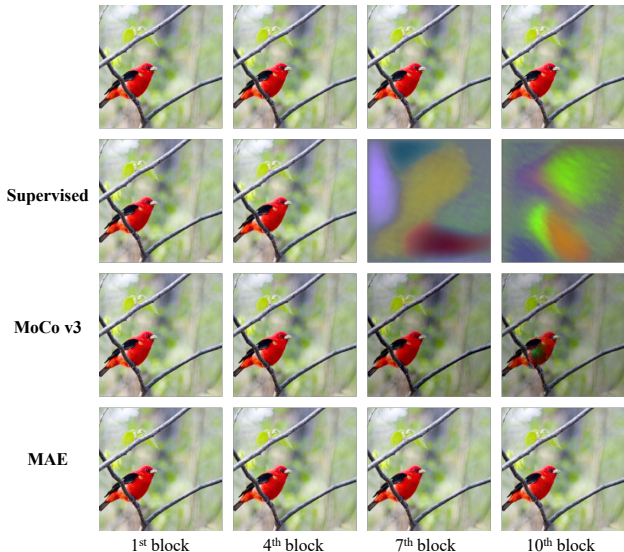 Supervised
MoCo v3
MAE
1st block
4th block
7th block
10th block